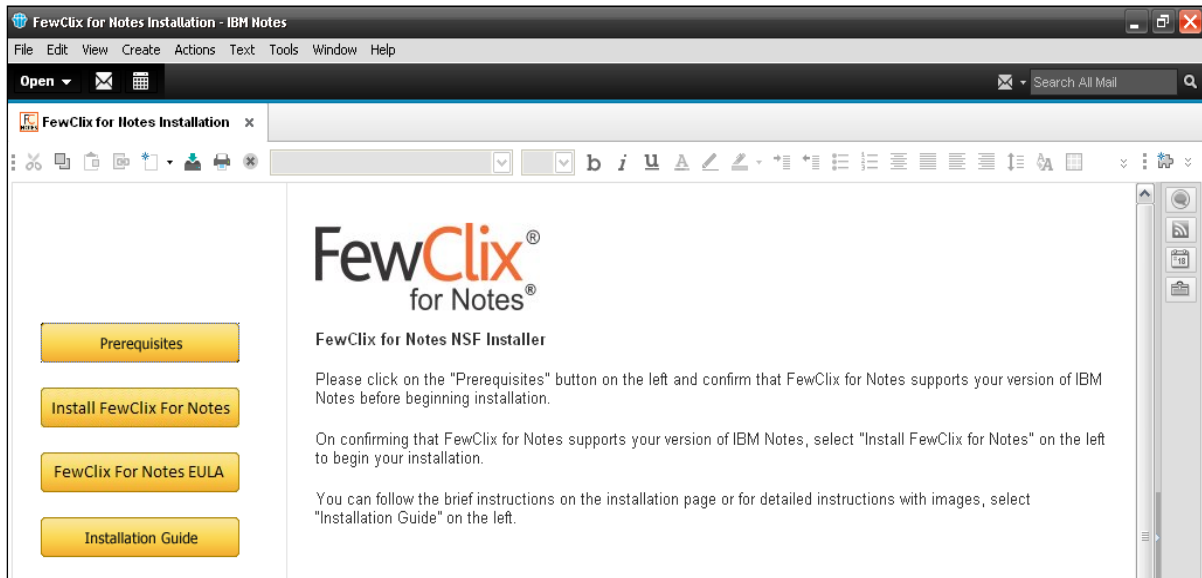 FewClix for Notes Installation - IBM Notes
File Edit View Create Actions Text Tools Window Help
Open
Search All Mail
FewClix for Notes Installation x
b i u A
FewClix®
for Notes®
FewClix for Notes NSF Installer
Prerequisites
Please click on the "Prerequisites" button on the left and confirm that FewClix for Notes supports your version of IBM
Notes before beginning installation.
Install FewClix For Notes
On confirming that FewClix for Notes supports your version of IBM Notes, select "Install FewClix for Notes" on the left
to begin your installation.
FewClix For Notes EULA
You can follow the brief instructions on the installation page or for detailed instructions with images, select
"Installation Guide" on the left.
Installation Guide
18